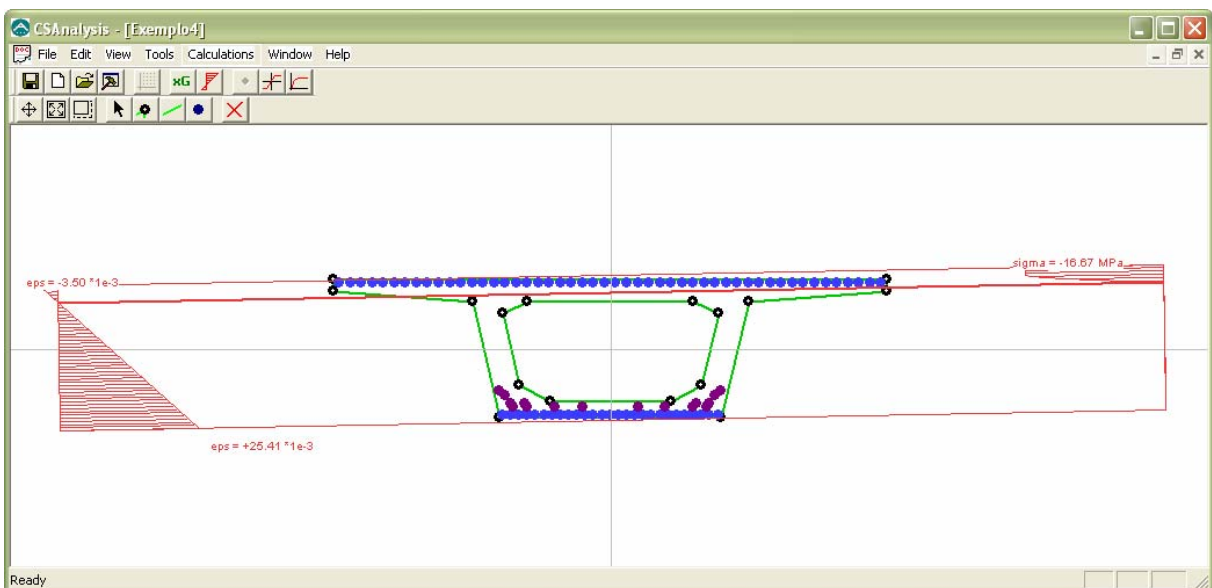 CSAnalysis - [Exemplo4]
DOC File Edit View Tools Calculations Window Help
xG
sigma = -16.67 MPa
eps = -3.50 *1e-3
eps = +25.41 *1e-3
Ready